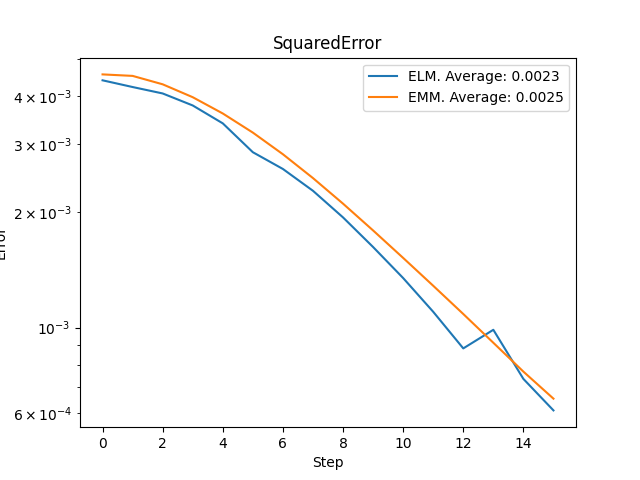 SquaredError
ELM. Average: 0.0023
EMM. Average: 0.0025
4 × 10⁻³
3 × 10⁻³
2 × 10⁻³
10⁻³
6 × 10⁻⁴
Error
0 2 4 6 8 10 12 14
Step